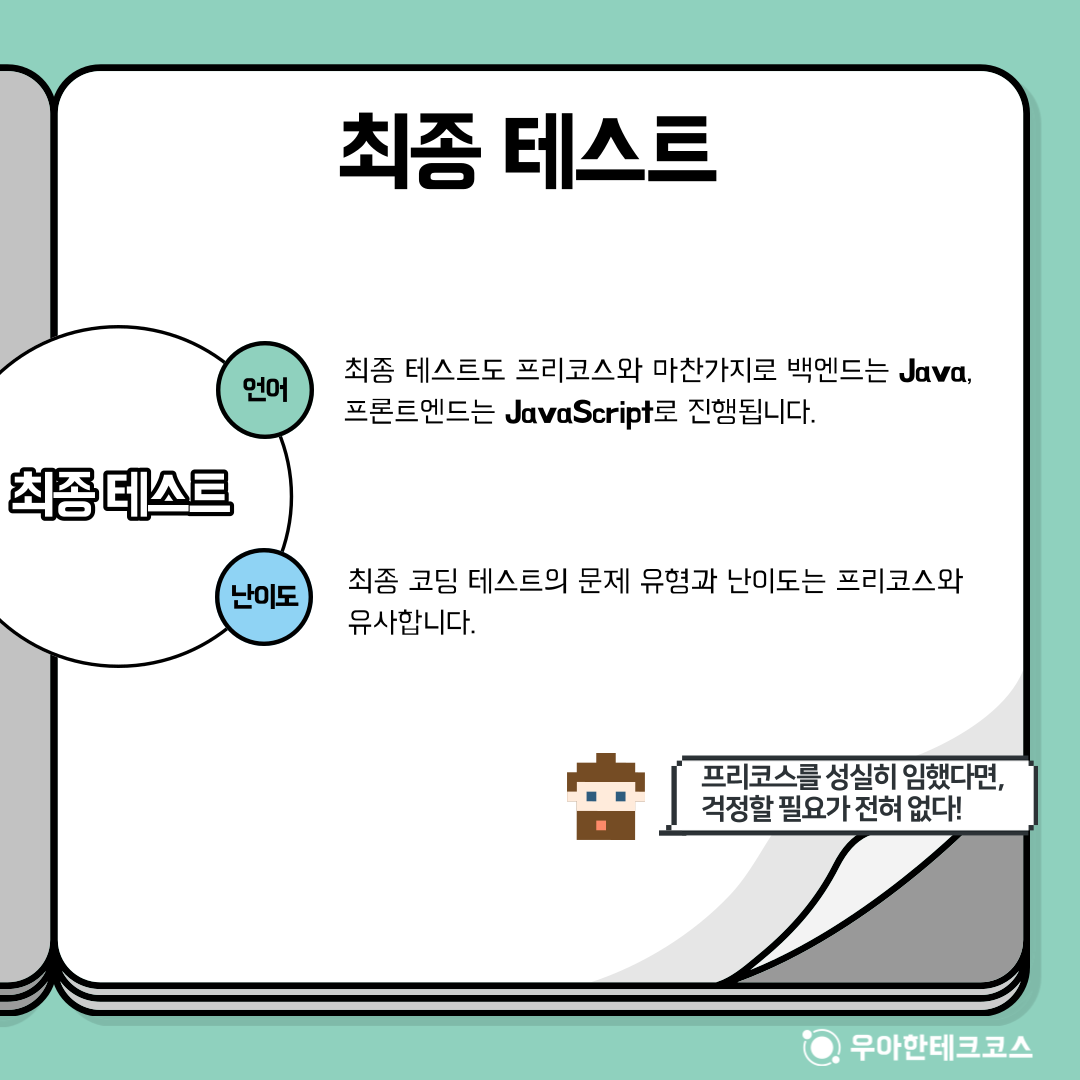 최종 테스트
언어
최종 테스트도 프리코스와 마찬가지로 백엔드는 Java,
프론트엔드는 JavaScript로 진행됩니다.
최종 테스트
난이도
최종 코딩 테스트의 문제 유형과 난이도는 프리코스와
유사합니다.
프리코스를 성실히 임했다면,
걱정할 필요가 전혀 없다!
우아한테크코스